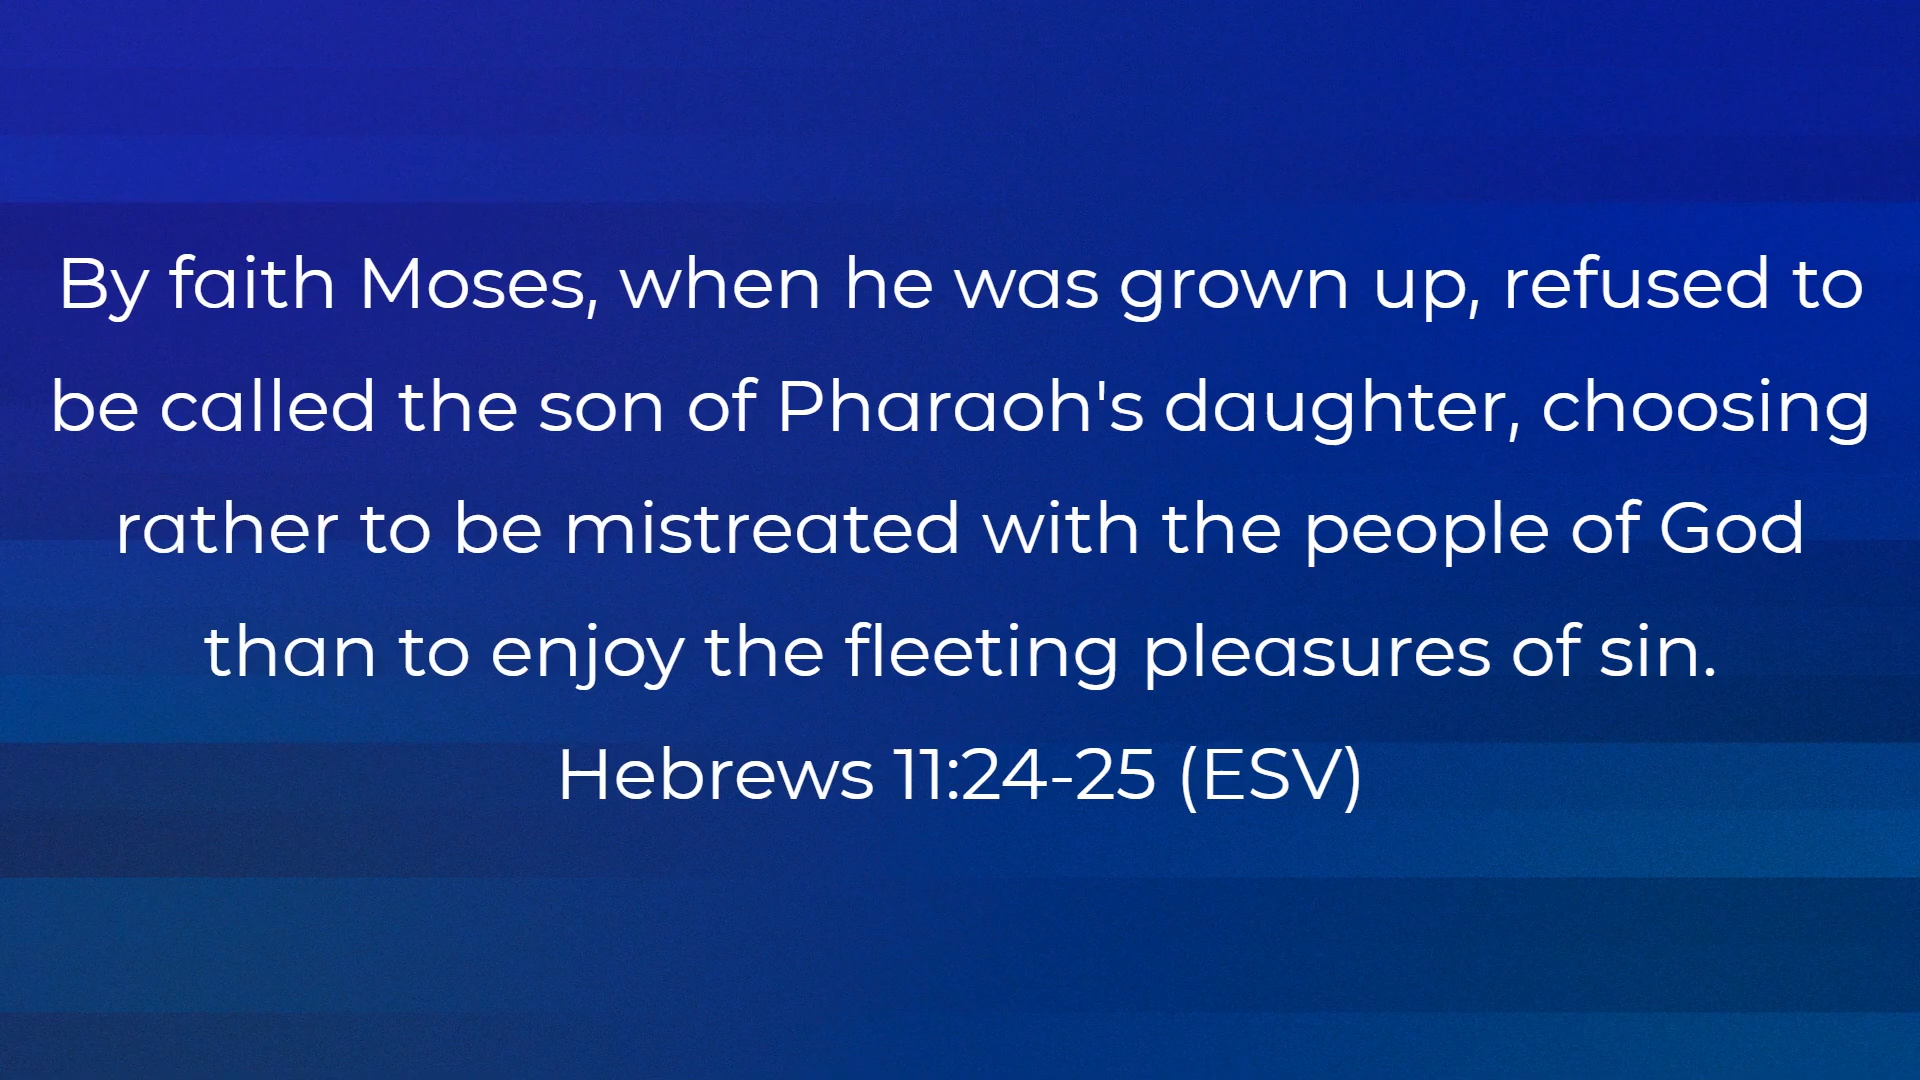 By faith Moses, when he was grown up, refused to
be called the son of Pharaoh's daughter, choosing
rather to be mistreated with the people of God
than to enjoy the fleeting pleasures of sin.
Hebrews 11:24-25 (ESV)